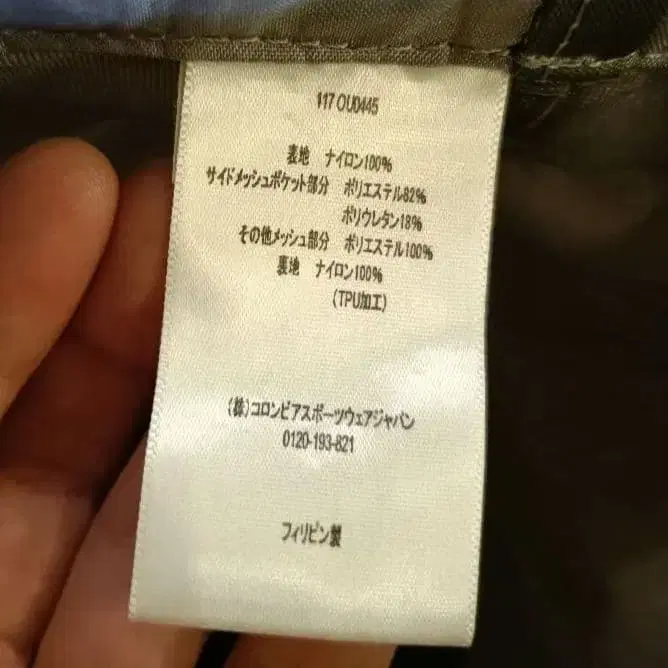 117 OU0445
表地 ナイロン100%
サイドメッシュポケット部分 ポリエステル82%
ポリウレタン18%
その他メッシュ部分 ポリエステル100%
裏地 ナイロン100%
(TPU加工)
(株)コロンビアスポーツウェアジャパン
0120-193-821
フィリピン製